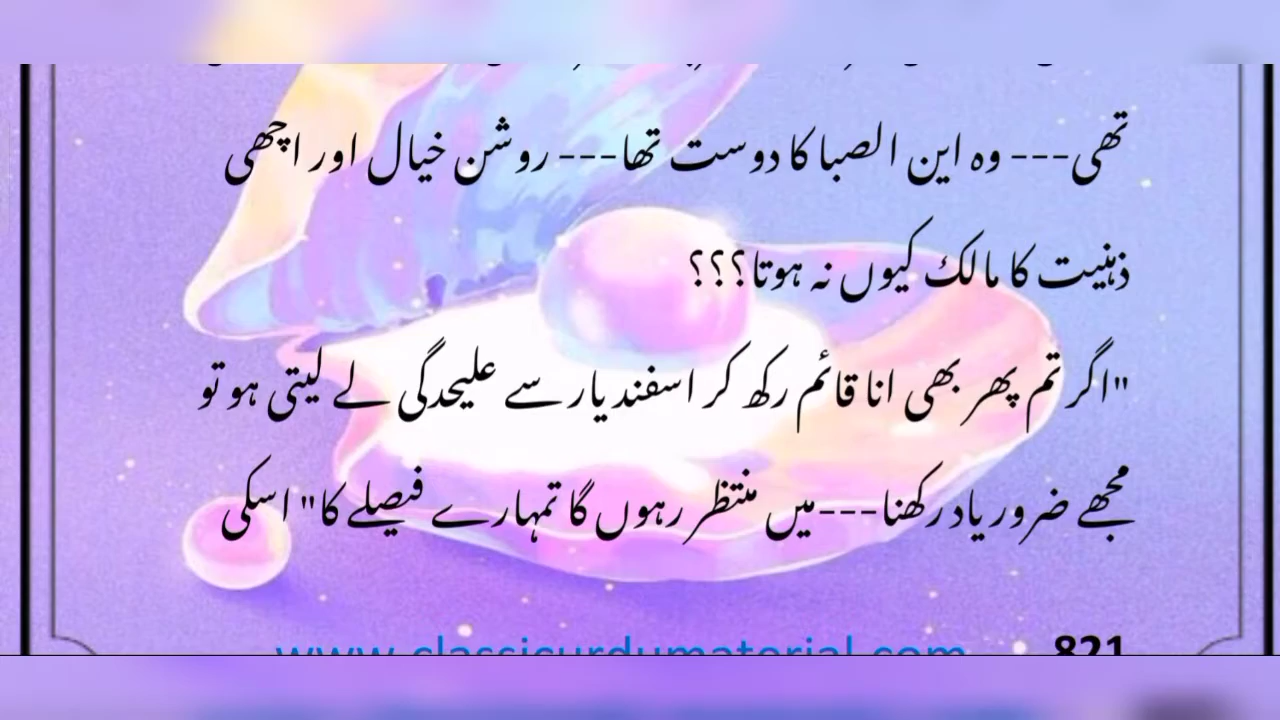 تھی--- وہ این الصبا کا دوست تھا--- روشن خیال اور اچھی
ذہنیت کا مالک کیوں نہ ہوتا؟؟؟
"اگر تم پھر بھی انا قائم رکھ کر اسفندیار سے علیحدگی لے لیتی ہو تو
مجھے ضرور یاد رکھنا---میں منتظر رہوں گا تمہارے فیصلے کا" اسکی
www.classicurdumaterial.com 821